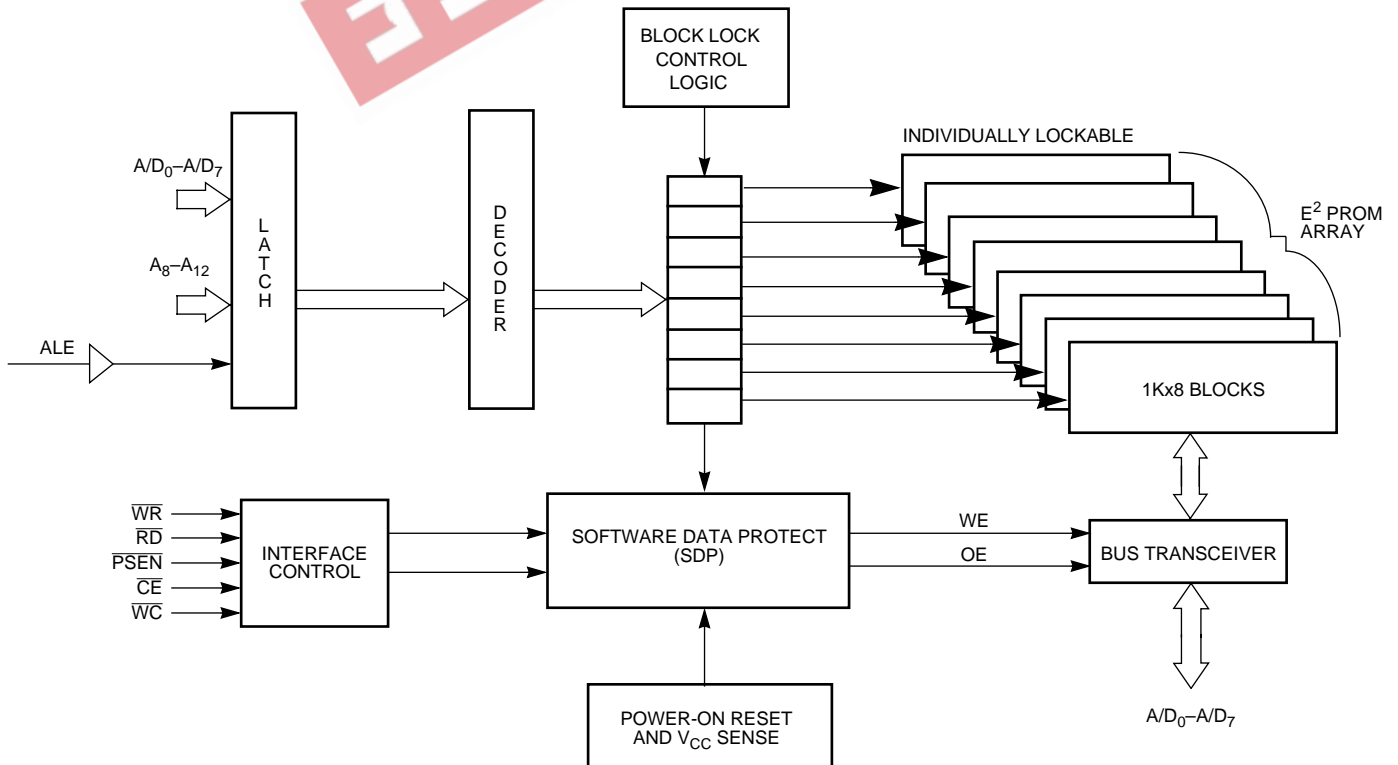 BLOCK LOCK
CONTROL
LOGIC
INDIVIDUALLY LOCKABLE
A/D0–A/D7
A8–A12
ALE
LATCH
DECODER
E2 PROM
ARRAY
1Kx8 BLOCKS
WR
RD
PSEN
CE
WC
INTERFACE
CONTROL
SOFTWARE DATA PROTECT
(SDP)
WE
OE
BUS TRANSCEIVER
POWER-ON RESET
AND VCC SENSE
A/D0–A/D7